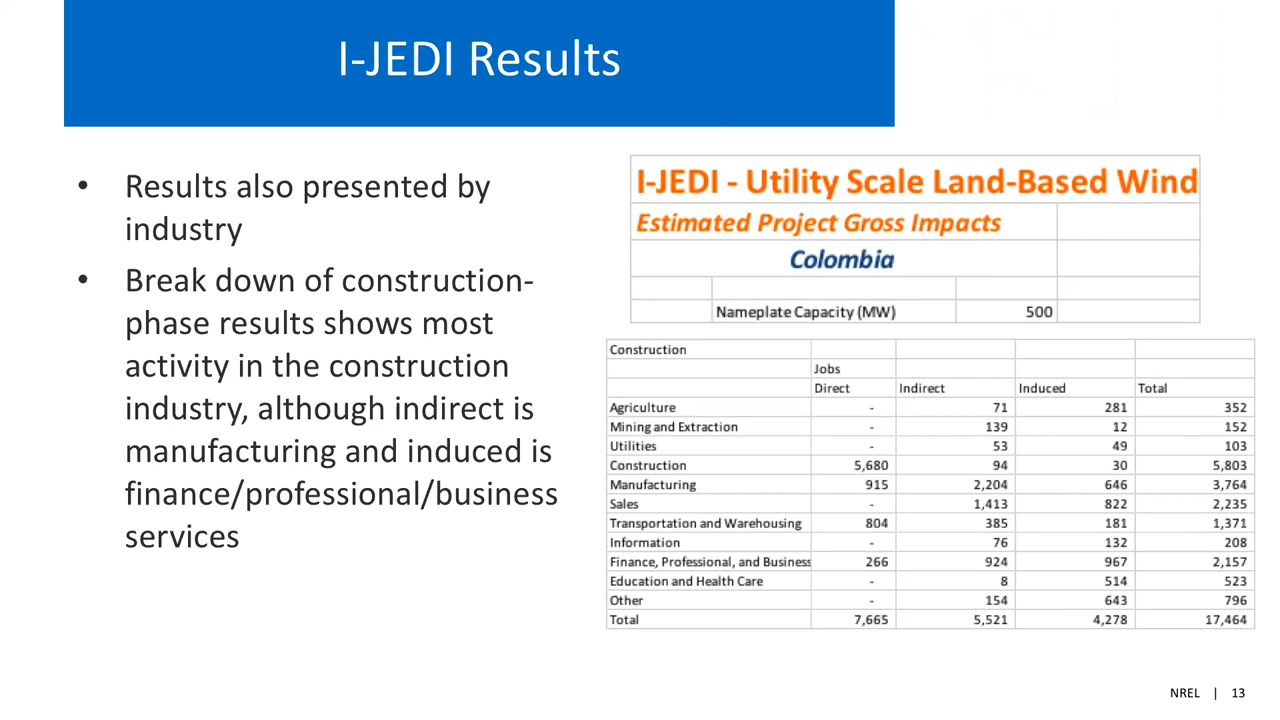 I-JEDI Results
• Results also presented by
industry
• Break down of construction-
phase results shows most
activity in the construction
industry, although indirect is
manufacturing and induced is
finance/professional/business
services
I-JEDI - Utility Scale Land-Based Wind
Estimated Project Gross Impacts
Colombia
Nameplate Capacity (MW) 500
Construction
Jobs
Direct Indirect Induced Total
Agriculture - 71 281 352
Mining and Extraction - 139 12 152
Utilities - 53 49 103
Construction 5,680 94 30 5,803
Manufacturing 915 2,204 646 3,764
Sales - 1,413 822 2,235
Transportation and Warehousing 804 385 181 1,371
Information - 76 132 208
Finance, Professional, and Business 266 924 967 2,157
Education and Health Care - 8 514 523
Other - 154 643 796
Total 7,665 5,521 4,278 17,464
NREL | 13